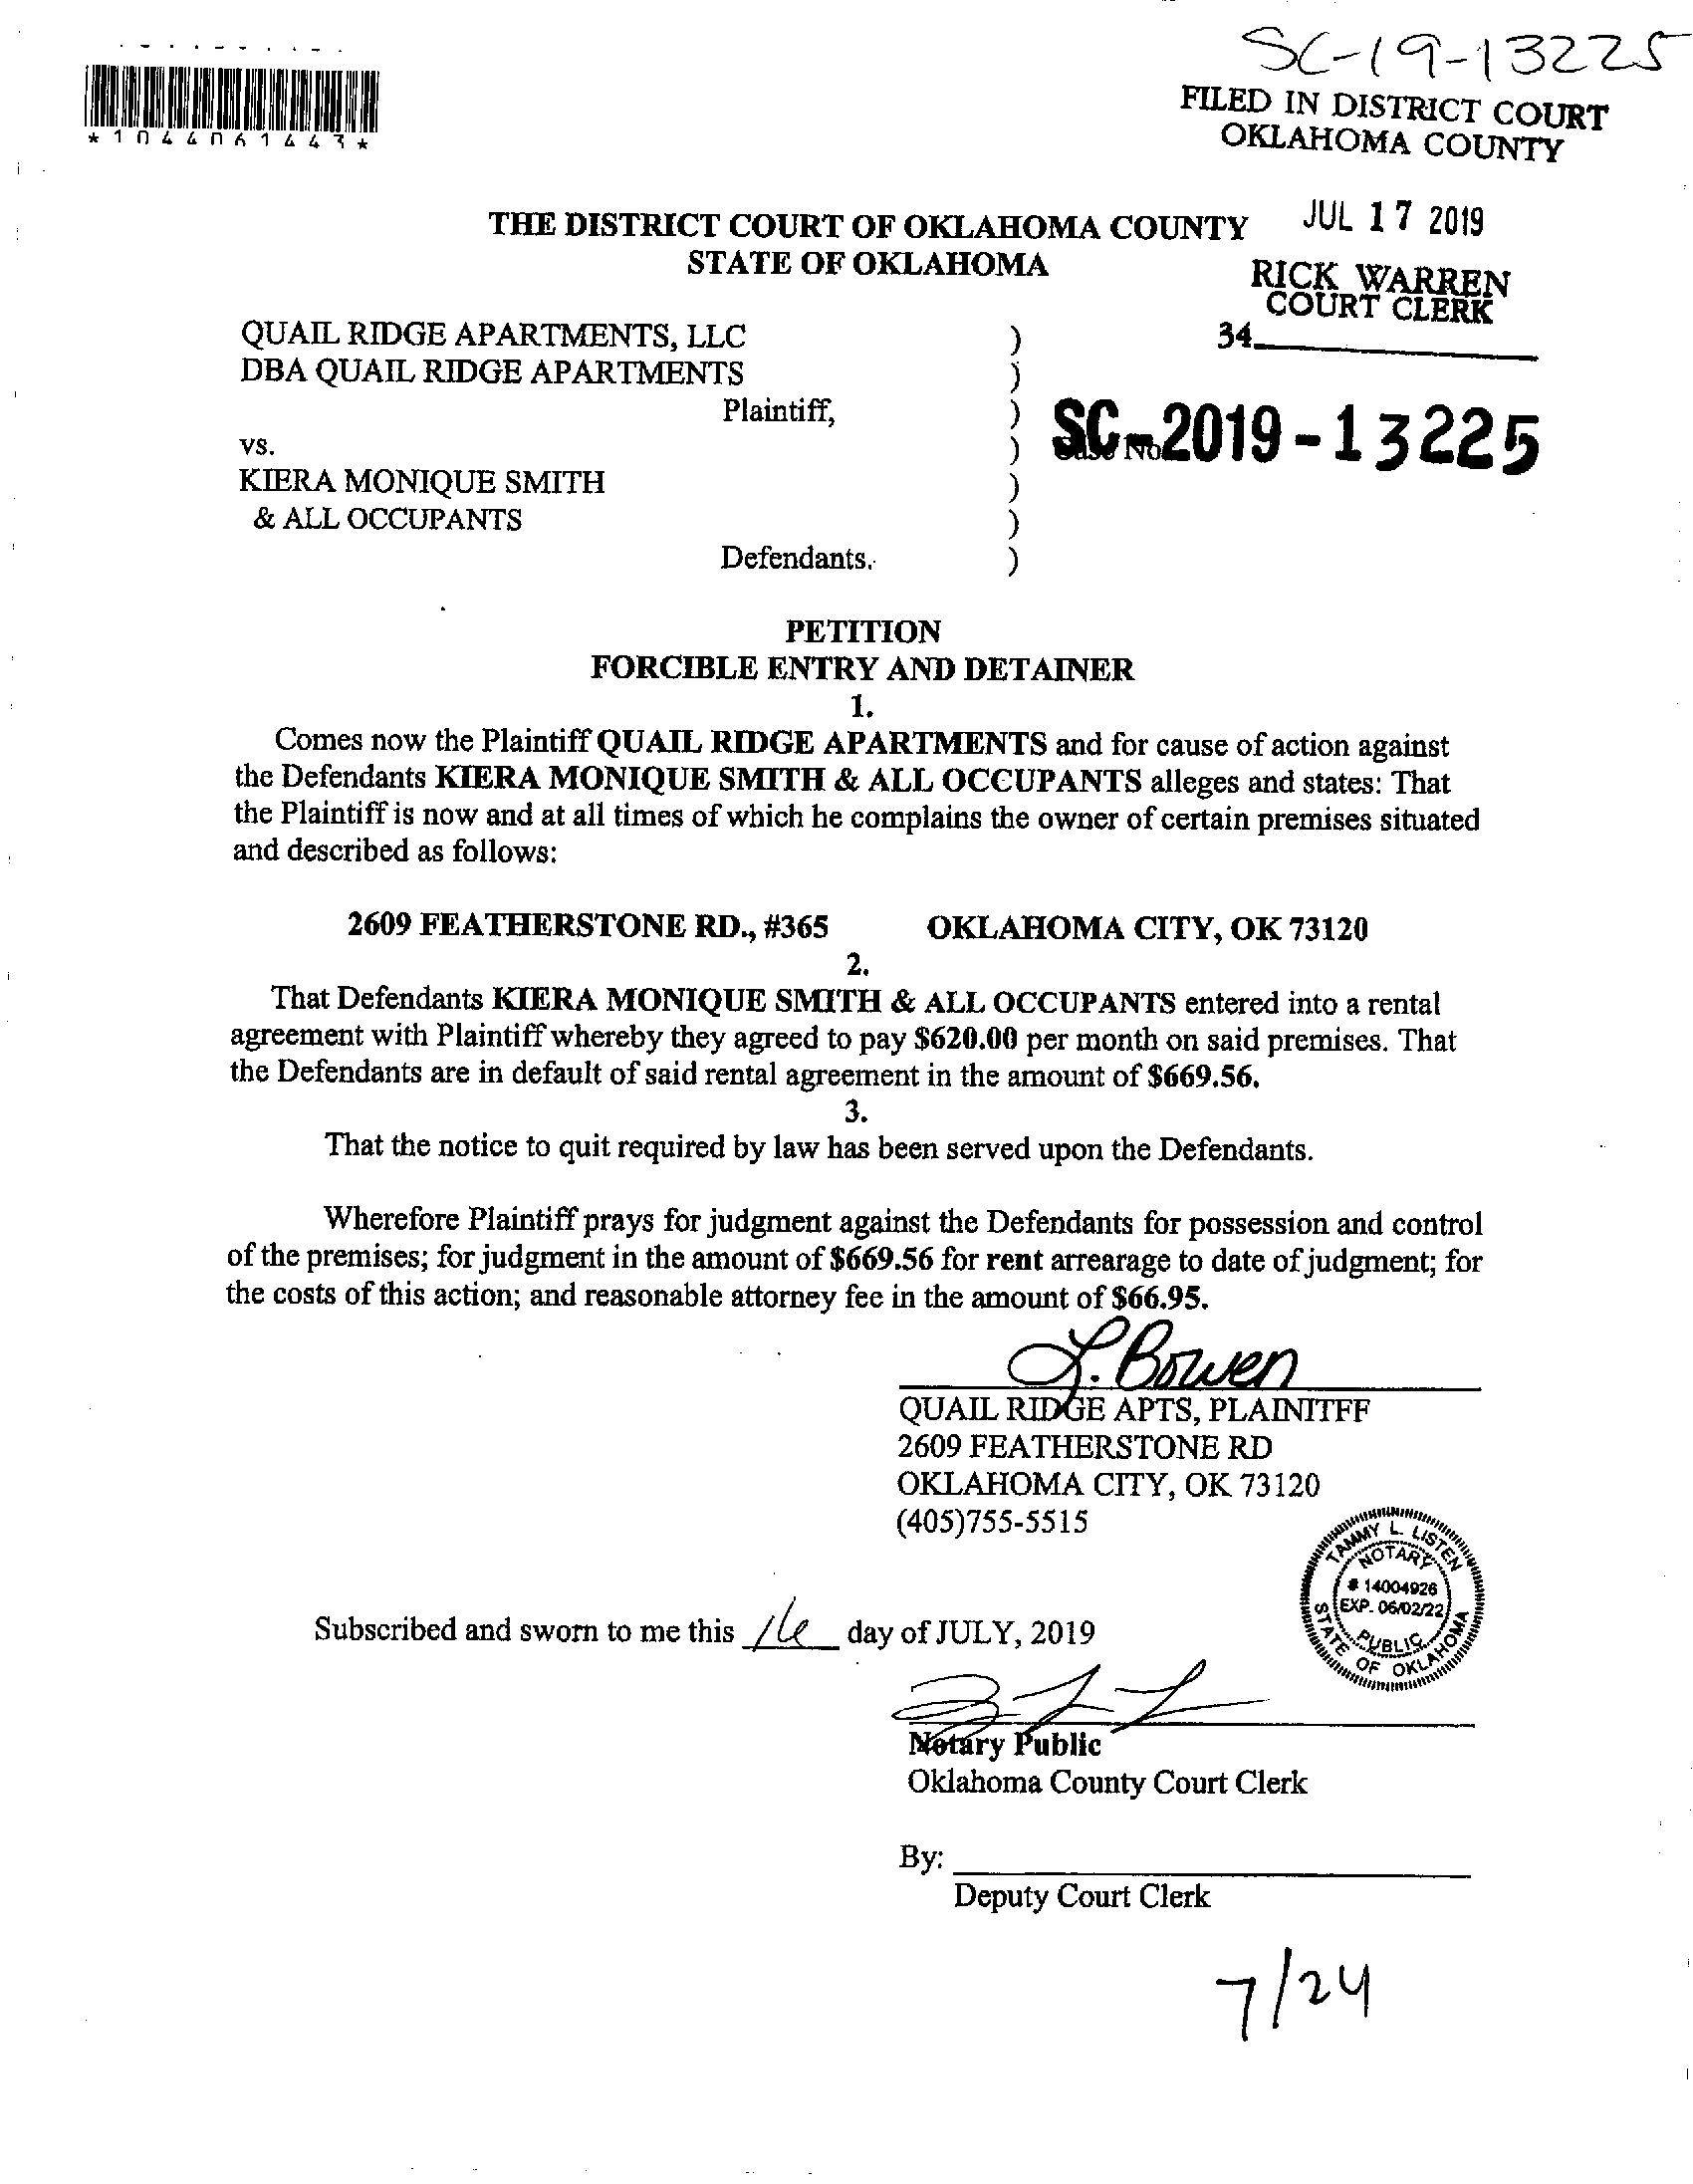 SC-19-13225
*1044061443*
FILED IN DISTRICT COURT
OKLAHOMA COUNTY
JUL 17 2019
RICK WARREN
COURT CLERK
34
THE DISTRICT COURT OF OKLAHOMA COUNTY
STATE OF OKLAHOMA
QUAIL RIDGE APARTMENTS, LLC )
DBA QUAIL RIDGE APARTMENTS )
Plaintiff, )
vs. )
SC-2019-13225
KIERA MONIQUE SMITH )
& ALL OCCUPANTS )
Defendants. )
PETITION
FORCIBLE ENTRY AND DETAINER
1.
Comes now the Plaintiff QUAIL RIDGE APARTMENTS and for cause of action against
the Defendants KIERA MONIQUE SMITH & ALL OCCUPANTS alleges and states: That
the Plaintiff is now and at all times of which he complains the owner of certain premises situated
and described as follows:
2609 FEATHERSTONE RD., #365 OKLAHOMA CITY, OK 73120
2.
That Defendants KIERA MONIQUE SMITH & ALL OCCUPANTS entered into a rental
agreement with Plaintiff whereby they agreed to pay $620.00 per month on said premises. That
the Defendants are in default of said rental agreement in the amount of $669.56.
3.
That the notice to quit required by law has been served upon the Defendants.
Wherefore Plaintiff prays for judgment against the Defendants for possession and control
of the premises; for judgment in the amount of $669.56 for rent arrearage to date of judgment; for
the costs of this action; and reasonable attorney fee in the amount of $66.95.
L. Bowen
QUAIL RIDGE APTS, PLAINITFF
2609 FEATHERSTONE RD
OKLAHOMA CITY, OK 73120
(405)755-5515
TAMMY L. LISTEN
NOTARY
# 14004926
EXP. 06/02/22
PUBLIC
STATE OF OKLAHOMA
Subscribed and sworn to me this 16 day of JULY, 2019
Notary Public
Oklahoma County Court Clerk
By:
Deputy Court Clerk
7/24